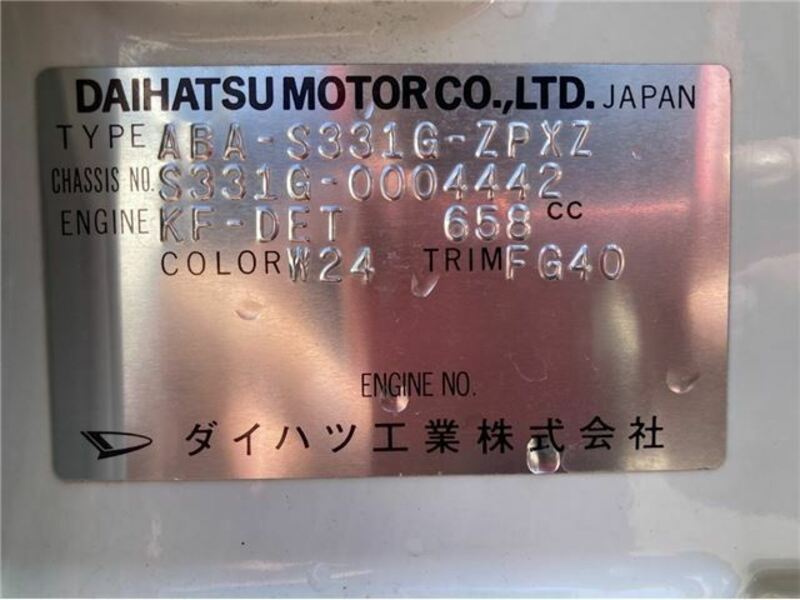 DAIHATSU MOTOR CO.,LTD. JAPAN
TYPE ABA-S331G-ZPXZ
CHASSIS NO. S331G-0004442
ENGINE KF-DET 658 CC
COLOR W24 TRIM FG40
ENGINE NO.
ダイハツ工業株式会社